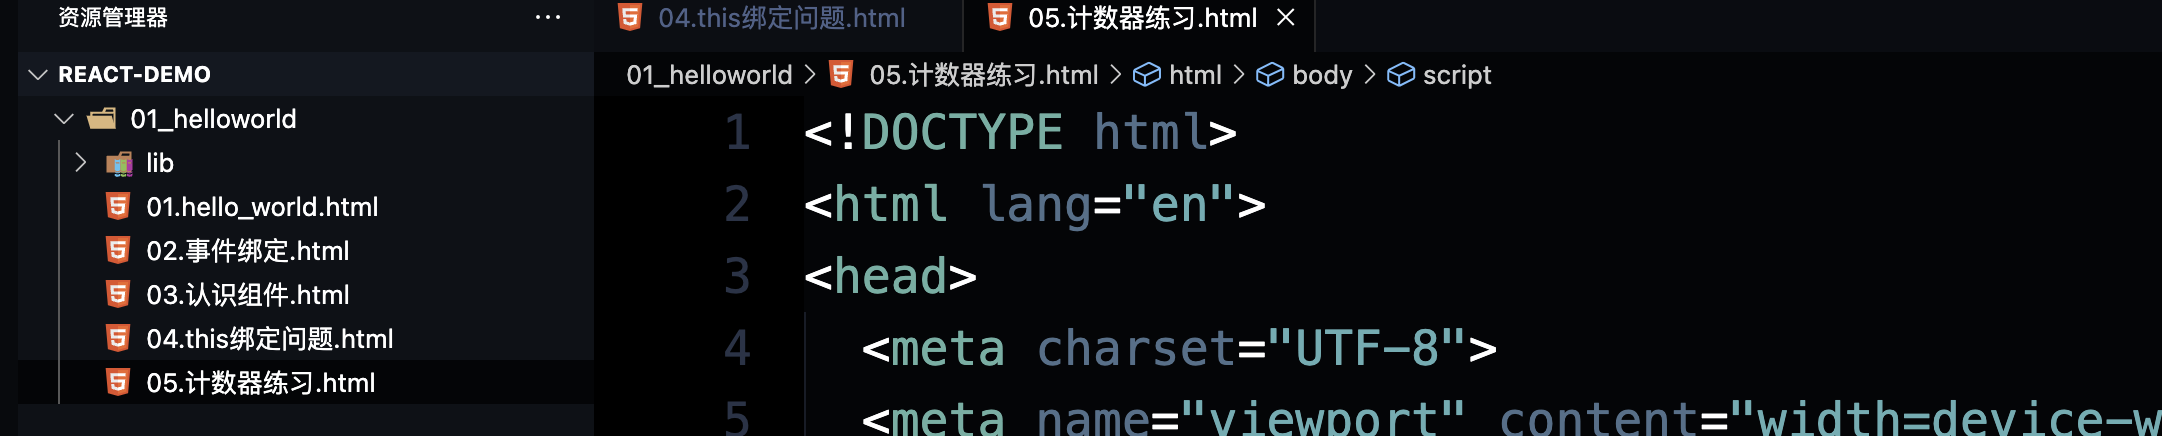 资源管理器
REACT-DEMO
01_helloworld
lib
01.hello_world.html
02.事件绑定.html
03.认识组件.html
04.this绑定问题.html
05.计数器练习.html
04.this绑定问题.html
05.计数器练习.html
01_helloworld > 05.计数器练习.html > html > body > script
1 <!DOCTYPE html>
2 <html lang="en">
3 <head>
4 <meta charset="UTF-8">
5 <meta name="viewport" content="width=device-w